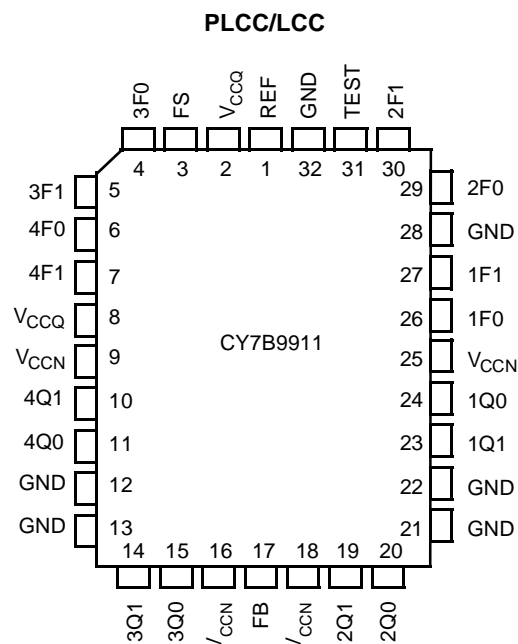 PLCC/LCC
3F0 FS VCCQ REF GND TEST 2F1
4 3 2 1 32 31 30
3F1 5 29 2F0
4F0 6 28 GND
4F1 7 27 1F1
VCCQ 8 26 1F0
CY7B9911
VCCN 9 25 VCCN
4Q1 10 24 1Q0
4Q0 11 23 1Q1
GND 12 22 GND
GND 13 21 GND
14 15 16 17 18 19 20
3Q1 3Q0 VCCN FB VCCN 2Q1 2Q0